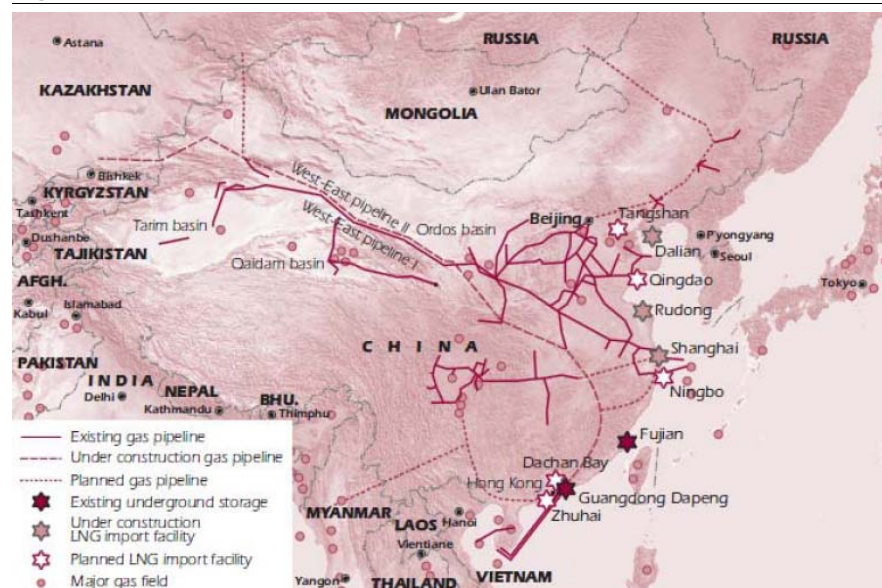 Astana
RUSSIA
RUSSIA
KAZAKHSTAN
Ulan Bator
MONGOLIA
Bishkek
KYRGYZSTAN
Tashkent
West-East pipeline II
West-East pipeline I
Tarim basin
Ordos basin
Beijing
Tangshan
Pyongyang
Dushanbe
TAJIKISTAN
Dalian
Seoul
Qaidam basin
AFGH.
Qingdao
Tokyo
Kabul
Islamabad
Rudong
CHINA
Shanghai
PAKISTAN
INDIA
NEPAL
BHU.
Ningbo
Delhi
Kathmandu
Thimphu
Fujian
Dachan Bay
Hong Kong
Guangdong Dapeng
Zhuhai
MYANMAR
LAOS
Hanoi
Vientiane
Yangon
THAILAND
VIETNAM
Existing gas pipeline
Under construction gas pipeline
Planned gas pipeline
Existing underground storage
Under construction
LNG import facility
Planned LNG import facility
Major gas field